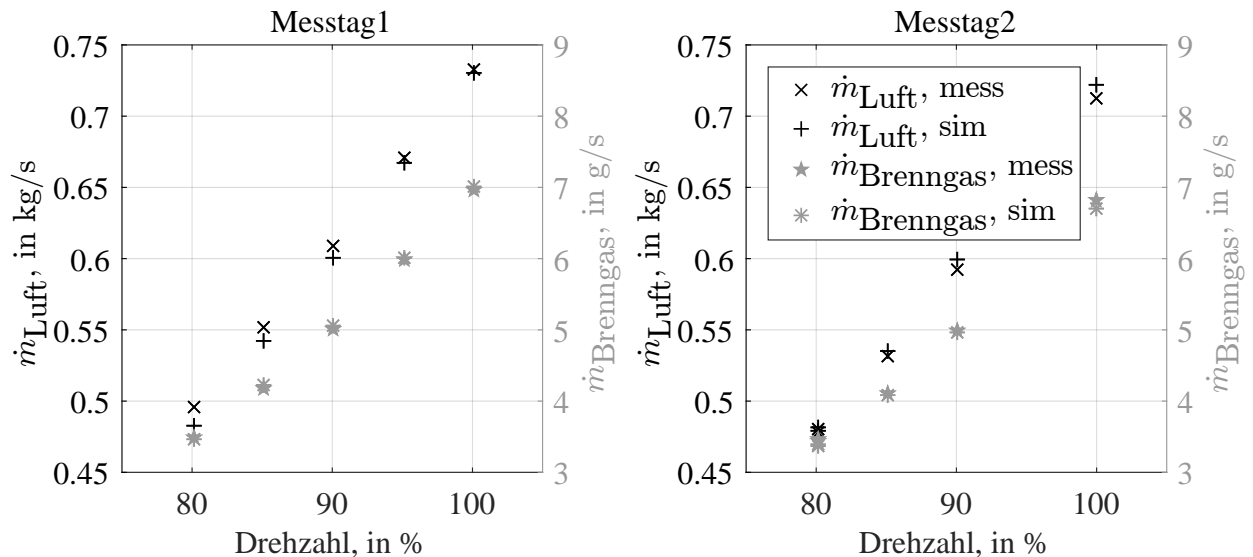 Messtag1
0.75
0.7
0.65
0.6
0.55
0.5
0.45
ṁLuft, in kg/s
9
8
7
6
5
4
3
ṁBrenngas, in g/s
80
90
100
Drehzahl, in %
Messtag2
0.75
0.7
0.65
0.6
0.55
0.5
0.45
ṁLuft, in kg/s
ṁLuft, mess
ṁLuft, sim
ṁBrenngas, mess
ṁBrenngas, sim
9
8
7
6
5
4
3
ṁBrenngas, in g/s
80
90
100
Drehzahl, in %